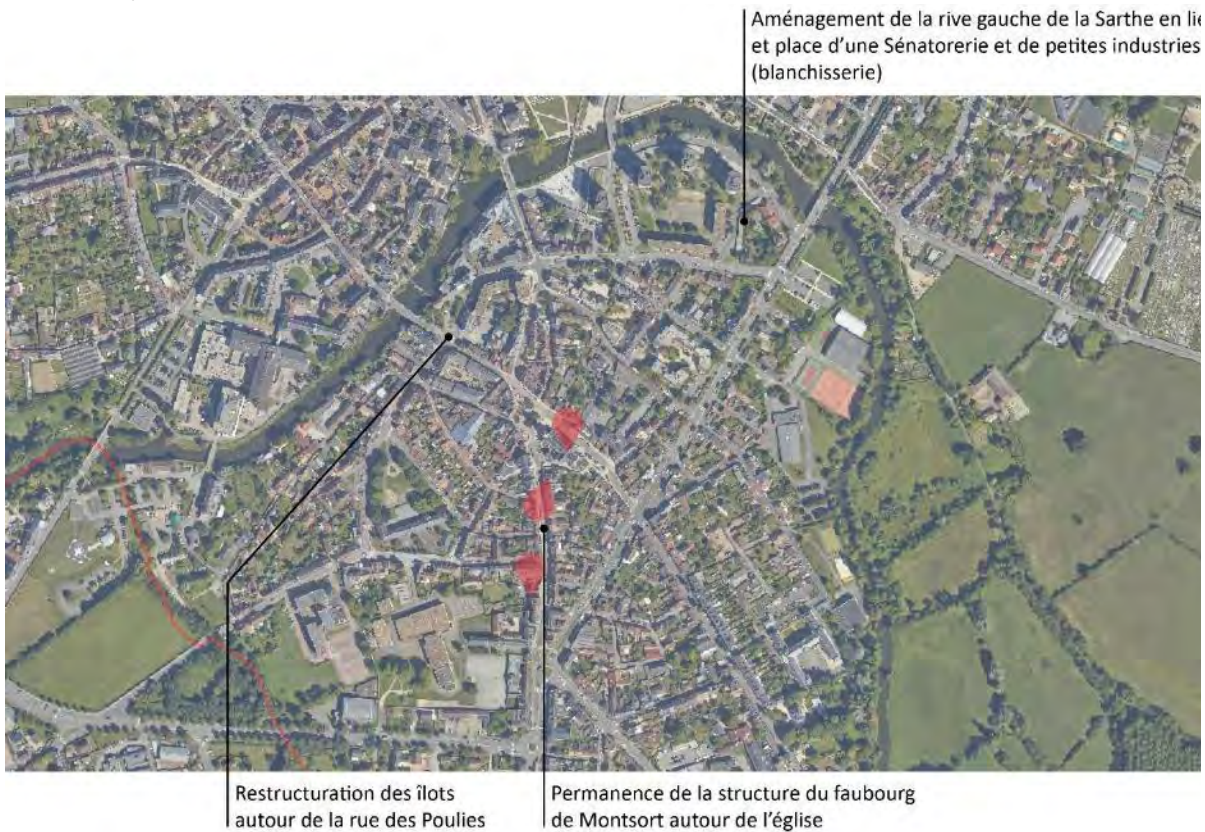 Aménagement de la rive gauche de la Sarthe en lie
et place d'une Sénatorerie et de petites industries
(blanchisserie)
Restructuration des îlots
autour de la rue des Poulies
Permanence de la structure du faubourg
de Montsort autour de l'église